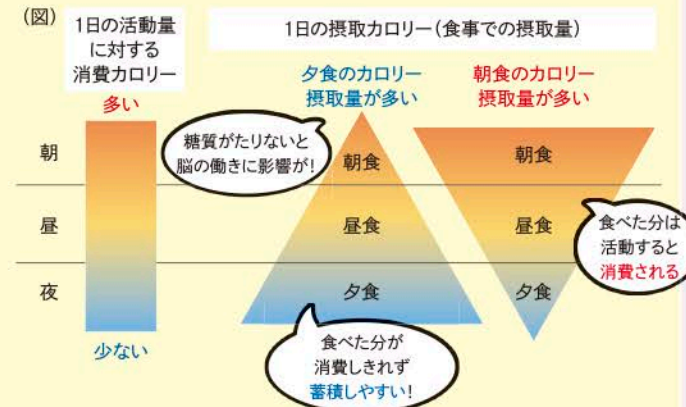 (図)
1日の活動量
に対する
消費カロリー
1日の摂取カロリー(食事での摂取量)
多い
夕食のカロリー
摂取量が多い
朝食のカロリー
摂取量が多い
糖質がたりないと
脳の働きに影響が!
朝
朝食
朝食
昼
昼食
昼食
食べた分は
活動すると
消費される
夜
夕食
夕食
少ない
食べた分が
消費しきれず
蓄積しやすい!